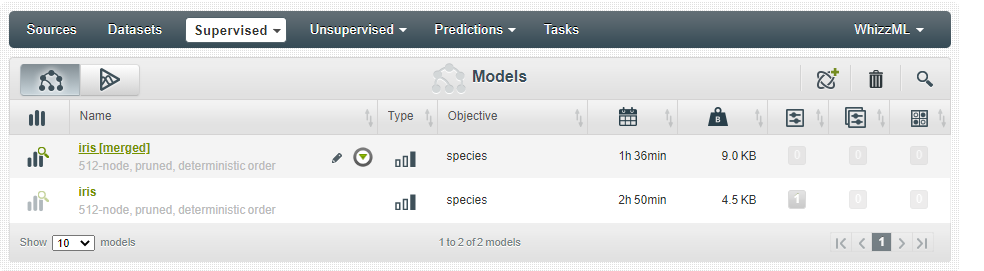 Sources Datasets Supervised Unsupervised Predictions Tasks WhizzML
Models
Name Type Objective B
iris [merged] species 1h 36min 9.0 KB 0 0 0
512-node, pruned, deterministic order
iris species 2h 50min 4.5 KB 1 0 0
512-node, pruned, deterministic order
Show 10 models 1 to 2 of 2 models 1